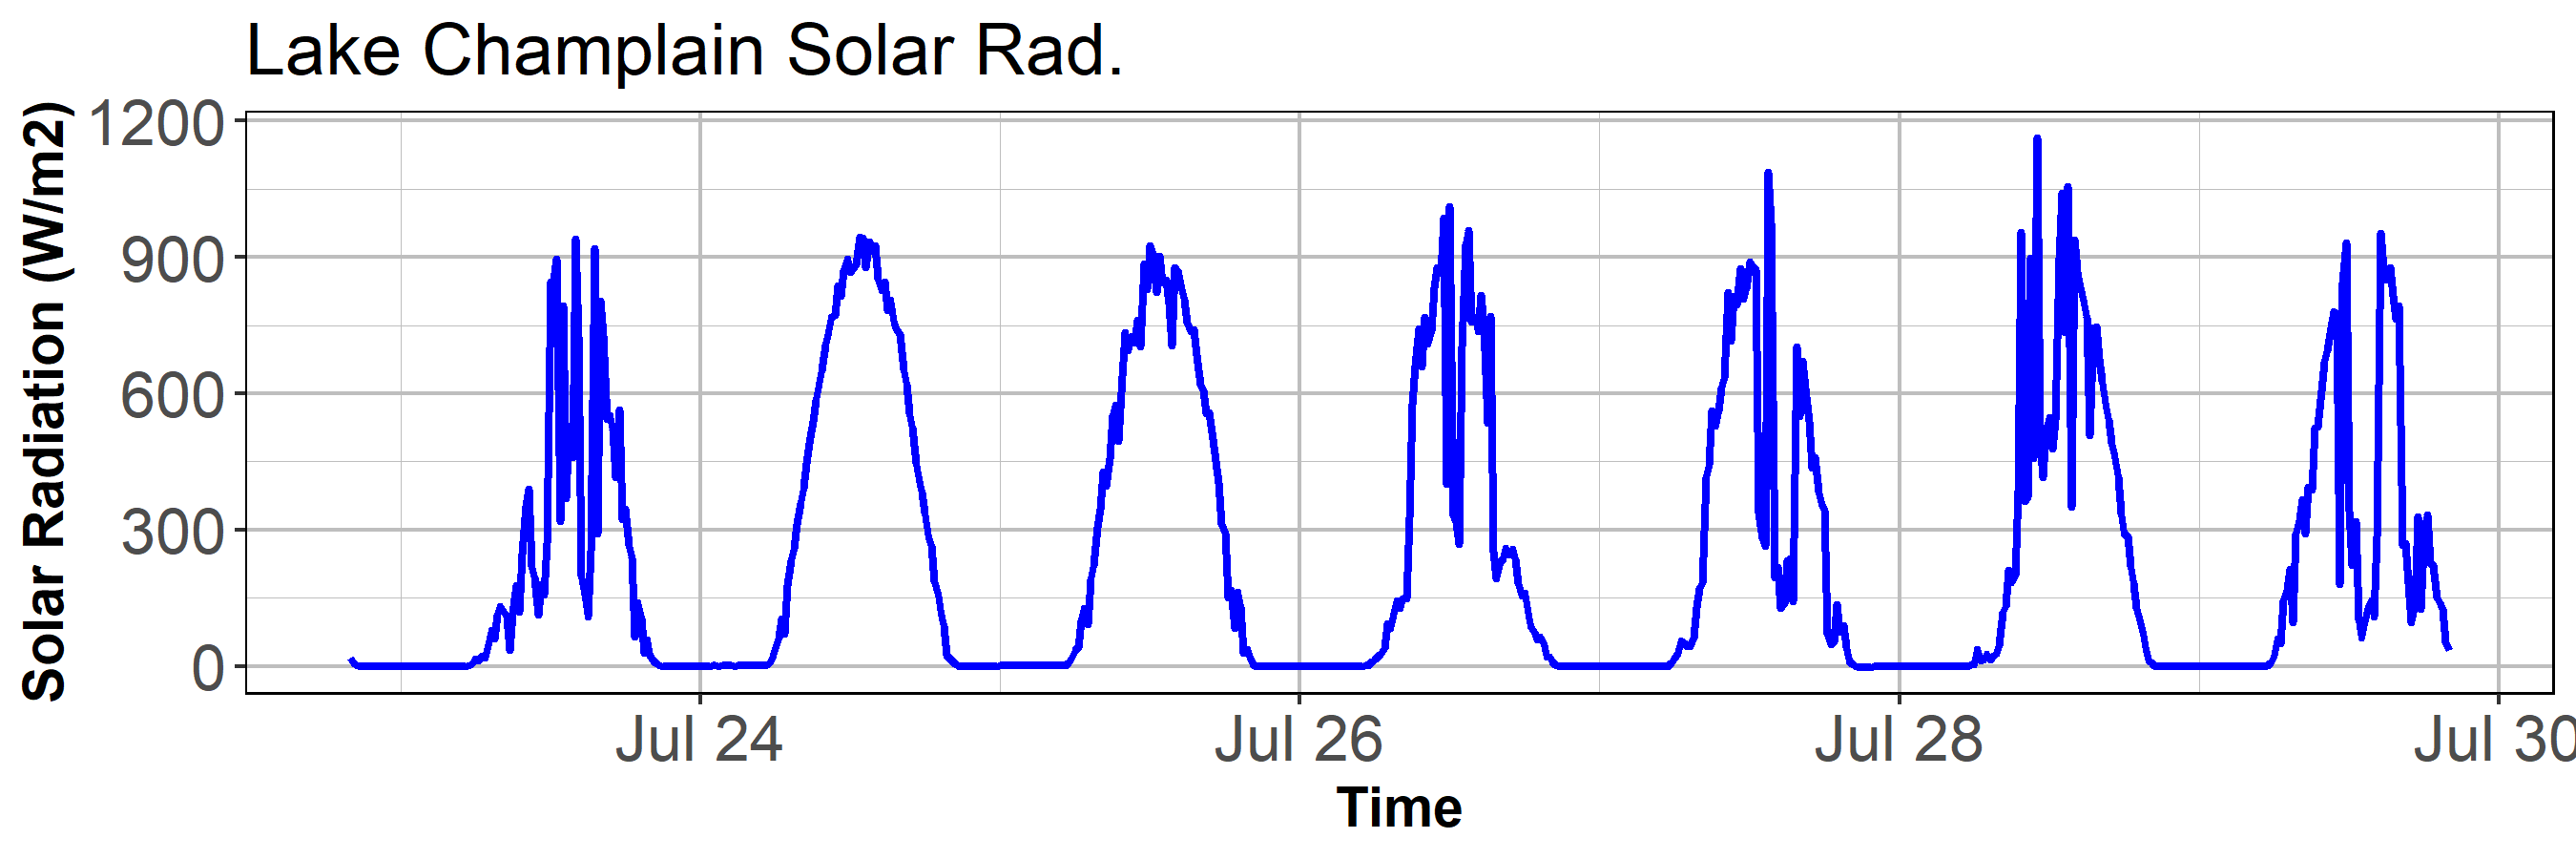 Lake Champlain Solar Rad.
Solar Radiation (W/m2)
1200
900
600
300
0
Jul 24 Jul 26 Jul 28 Jul 30
Time